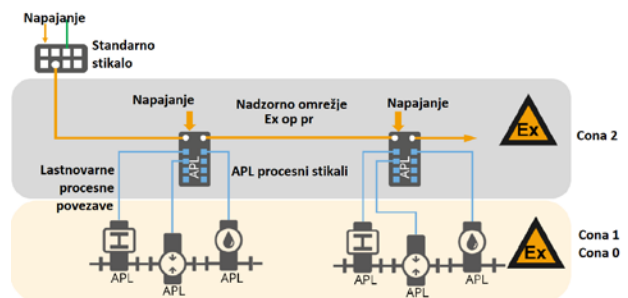 Napajanje
Standarno
stikalo
Napajanje
Nadzorno omrežje
Ex op pr
Napajanje
Ex
Cona 2
APL
APL
Lastnovarne
procesne
povezave
APL procesni stikali
Ex
Cona 1
Cona 0
APL
APL
APL
APL
APL
APL